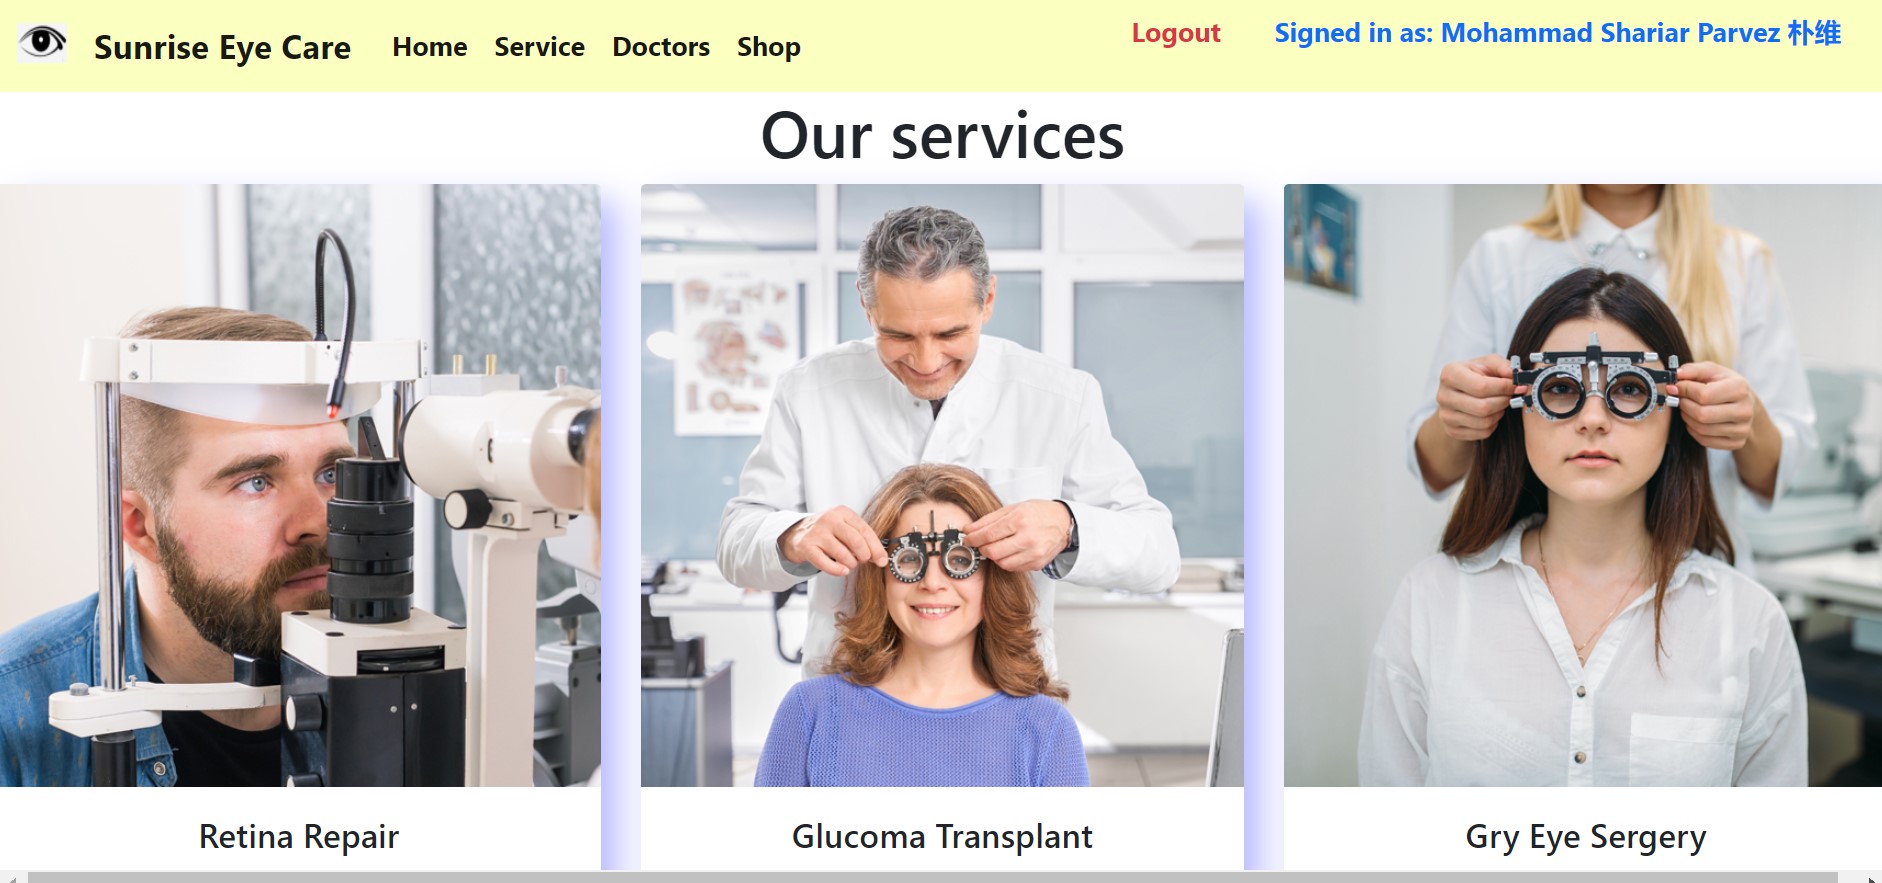 Sunrise Eye Care Home Service Doctors Shop Logout Signed in as: Mohammad Shariar Parvez 朴维
Our services
Retina Repair
Glucoma Transplant
Gry Eye Sergery